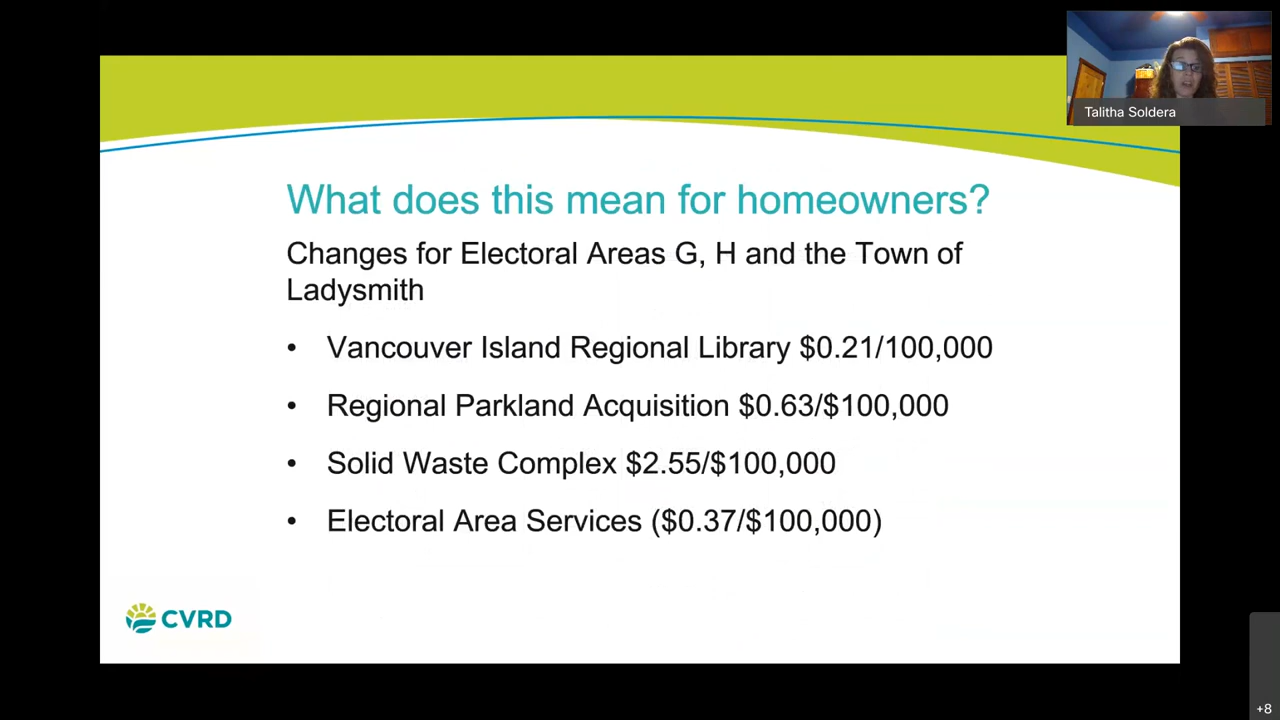 Talitha Soldera
What does this mean for homeowners?
Changes for Electoral Areas G, H and the Town of
Ladysmith
• Vancouver Island Regional Library $0.21/100,000
• Regional Parkland Acquisition $0.63/$100,000
• Solid Waste Complex $2.55/$100,000
• Electoral Area Services ($0.37/$100,000)
CVRD
+8